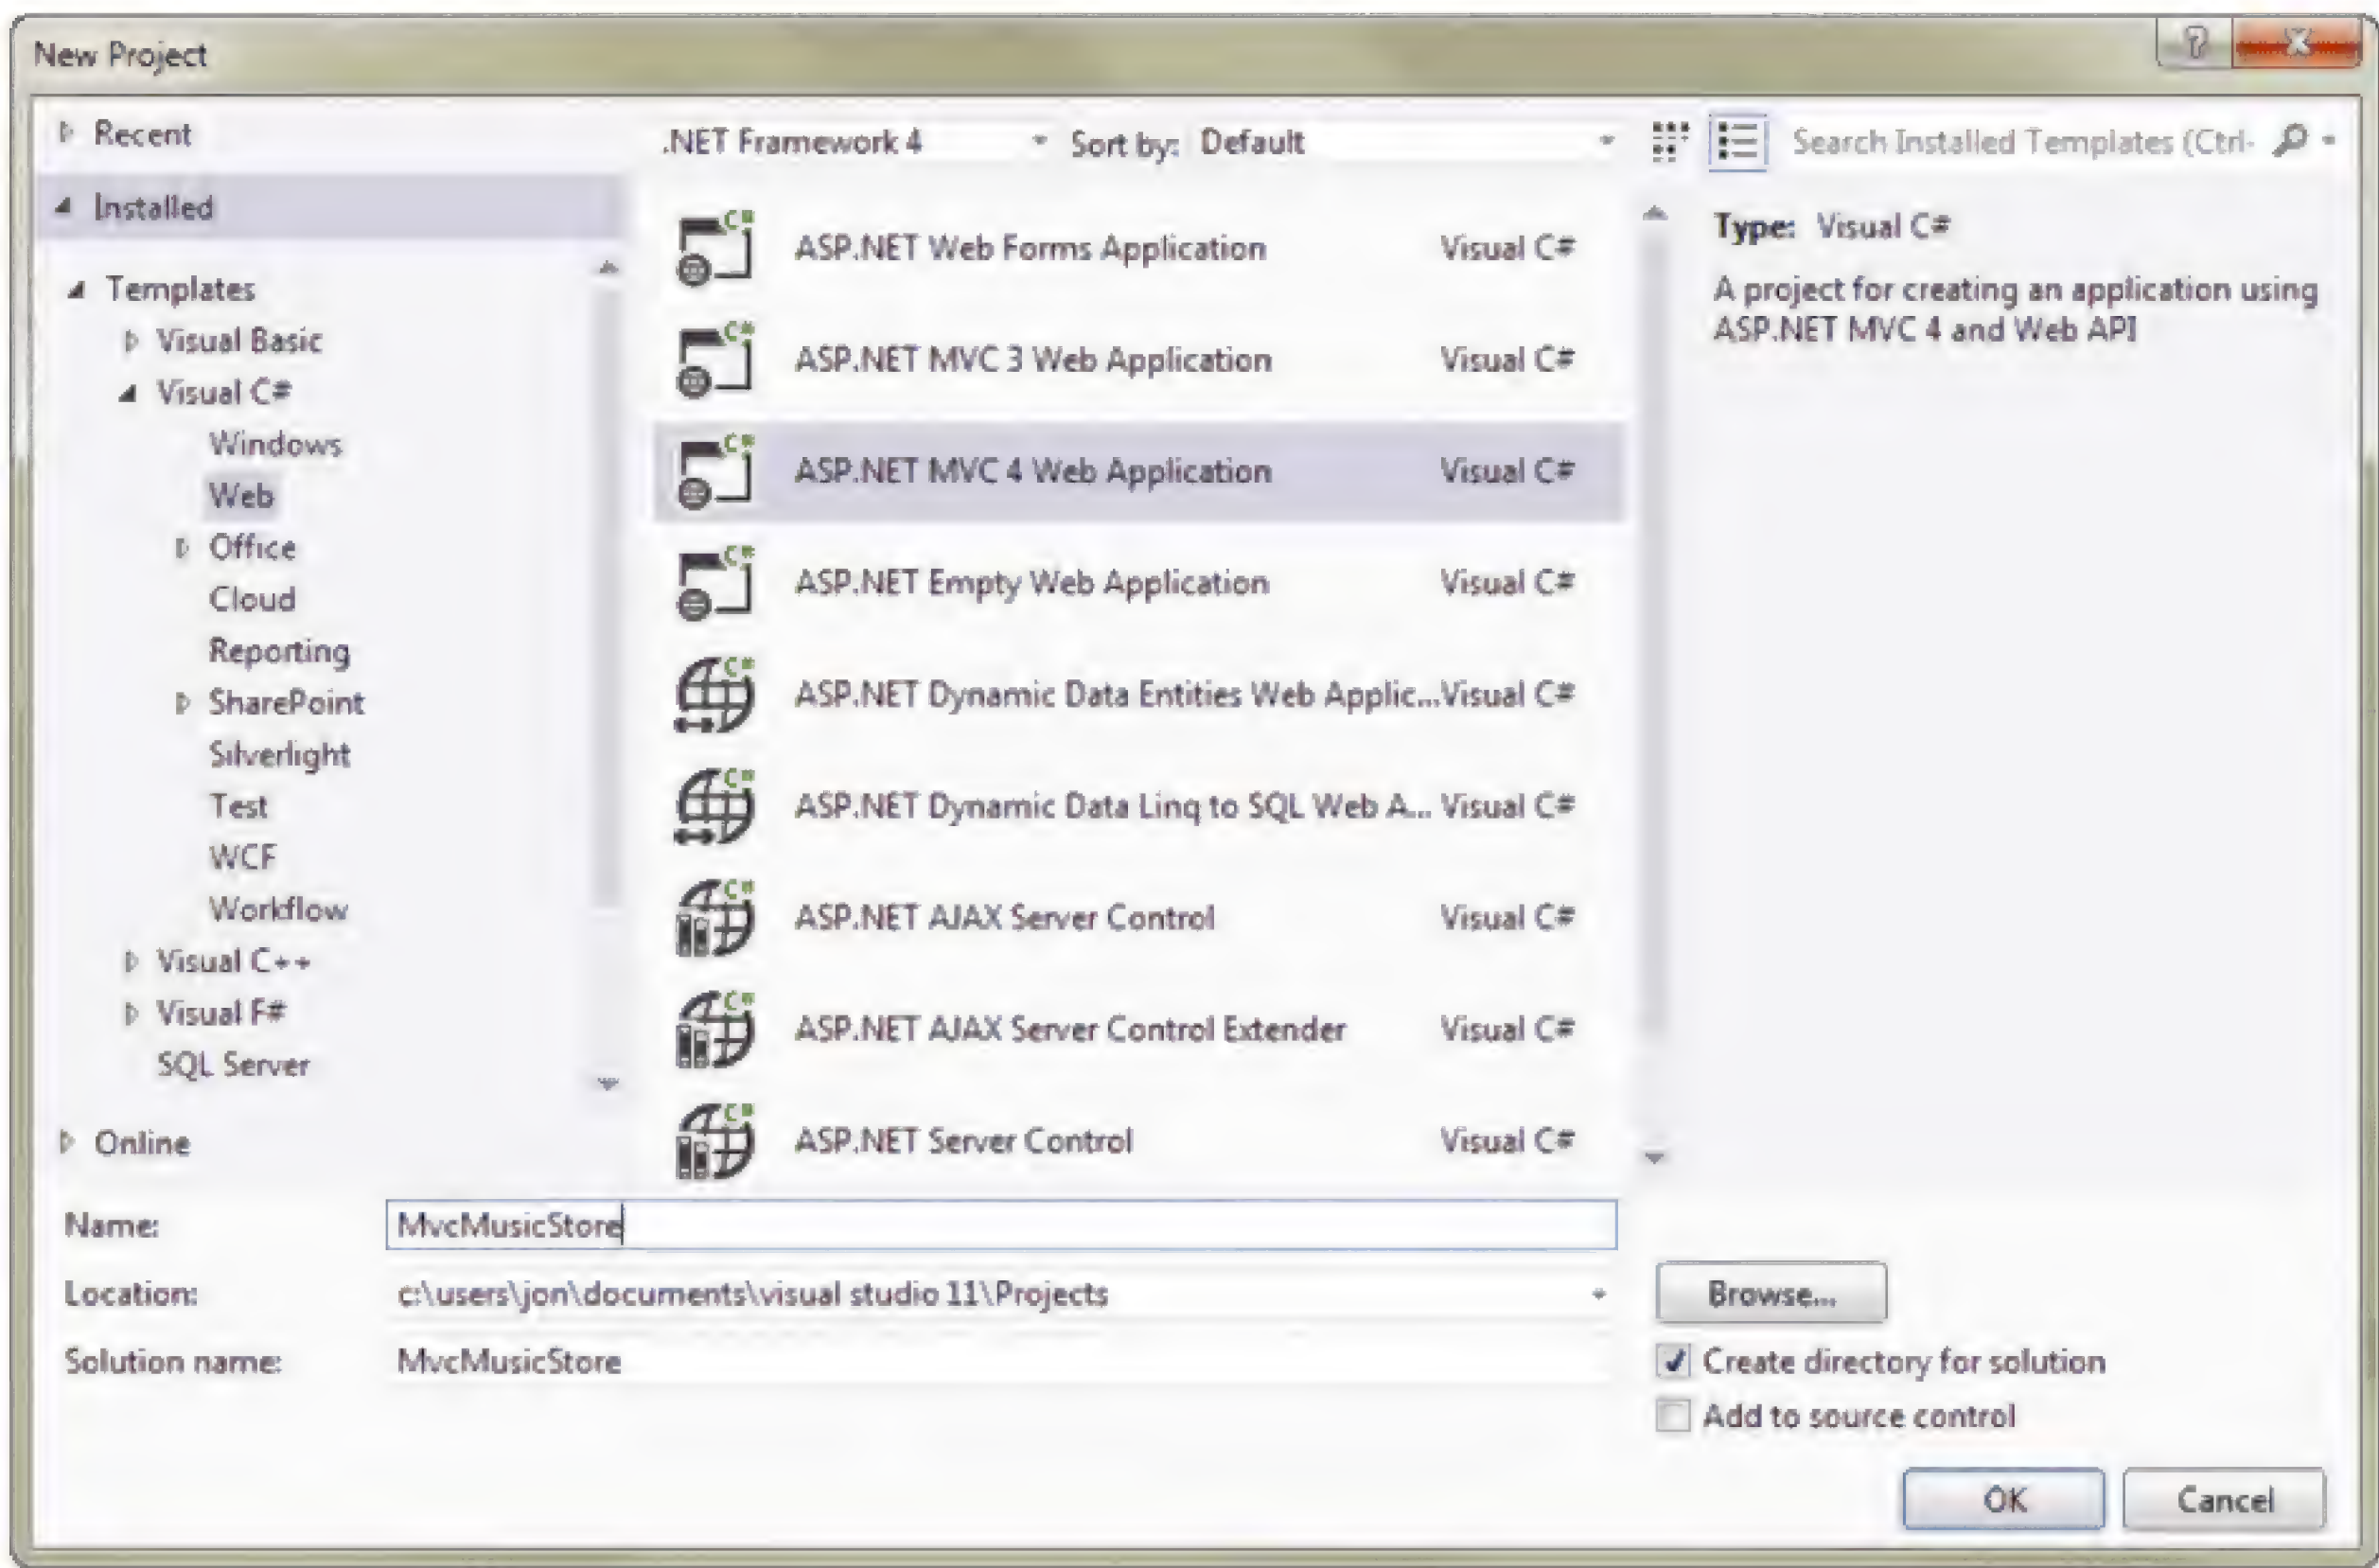 New Project
Recent
.NET Framework 4 Sort by: Default
Search Installed Templates (Ctrl-
Installed
Templates
Visual Basic
Visual C#
Windows
Web
Office
Cloud
Reporting
SharePoint
Silverlight
Test
WCF
Workflow
Visual C++
Visual F#
SQL Server
Online
ASP.NET Web Forms Application Visual C#
ASP.NET MVC 3 Web Application Visual C#
ASP.NET MVC 4 Web Application Visual C#
ASP.NET Empty Web Application Visual C#
ASP.NET Dynamic Data Entities Web Applic... Visual C#
ASP.NET Dynamic Data Linq to SQL Web A... Visual C#
ASP.NET AJAX Server Control Visual C#
ASP.NET AJAX Server Control Extender Visual C#
ASP.NET Server Control Visual C#
Type: Visual C#
A project for creating an application using
ASP.NET MVC 4 and Web API
Name: MvcMusicStore
Location: c:\users\jon\documents\visual studio 11\Projects
Browse...
Solution name: MvcMusicStore
Create directory for solution
Add to source control
OK Cancel